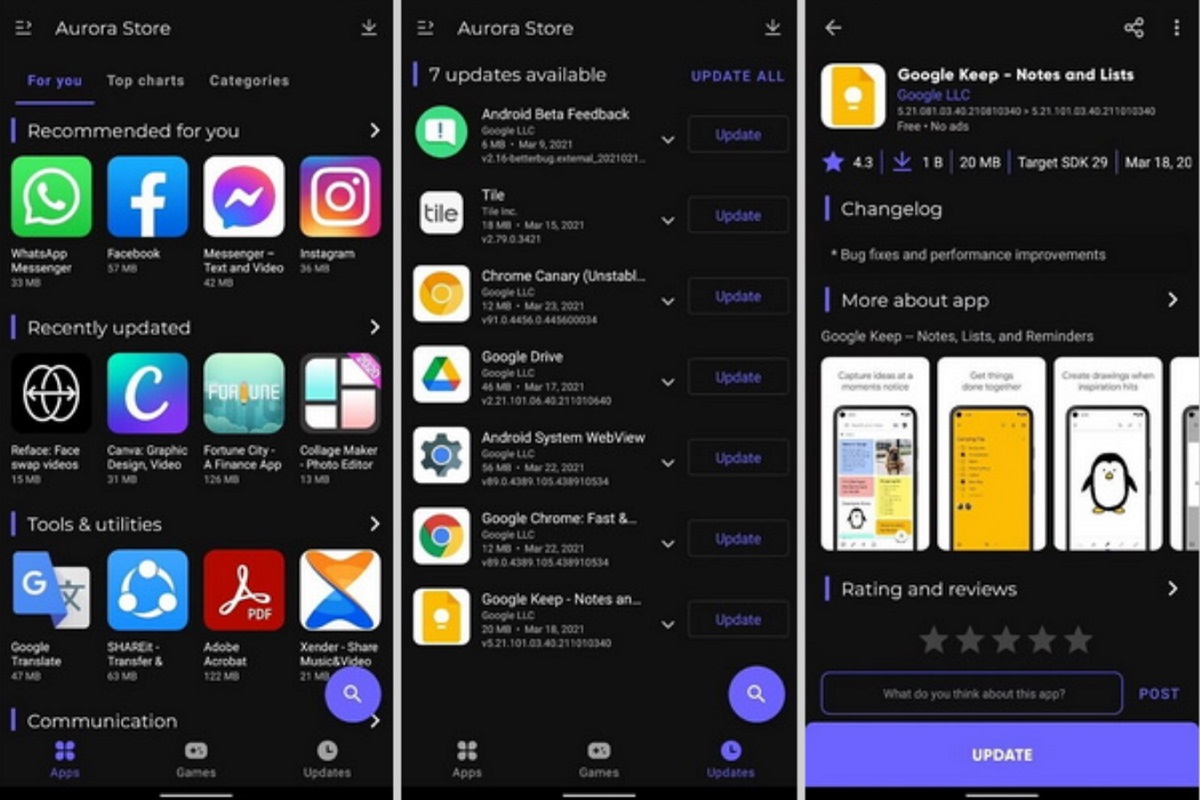 Aurora Store
For you Top charts Categories
Recommended for you
WhatsApp
Messenger
33 MB
Facebook
57 MB
Messenger –
Text and Video
42 MB
Instagram
36 MB
Recently updated
FORTUNE
2020
Reface: Face
swap videos
15 MB
Canva: Graphic
Design, Video
31 MB
Fortune City -
A Finance App
126 MB
Collage Maker
- Photo Editor
13 MB
Tools & utilities
G
文
PDF
Google
Translate
47 MB
SHAREit -
Transfer &
63 MB
Adobe
Acrobat
122 MB
Xender - Share
Music&Video
21 MB
Communication
Apps Games Updates
Aurora Store
7 updates available UPDATE ALL
Android Beta Feedback
Google LLC
6 MB • Mar 9, 2021
v2.16-betterbug.external_2021021...
Update
tile
Tile
Tile Inc.
18 MB • Mar 15, 2021
v2.79.0.3421
Update
Chrome Canary (Unstabl...
Google LLC
12 MB • Mar 23, 2021
v91.0.4456.0.445600034
Update
Google Drive
Google LLC
46 MB • Mar 17, 2021
v2.21.101.06.40.211010640
Update
Android System WebView
Google LLC
56 MB • Mar 22, 2021
v89.0.4389.105.438910534
Update
Google Chrome: Fast &...
Google LLC
12 MB • Mar 22, 2021
v89.0.4389.105.438910534
Update
Google Keep - Notes an...
Google LLC
20 MB • Mar 18, 2021
v5.21.101.03.40.211010340
Update
Apps Games Updates
Google Keep - Notes and Lists
Google LLC
5.21.081.03.40.210810340 > 5.21.101.03.40.211010340
Free • No ads
4.3 1 B 20 MB Target SDK 29 Mar 18, 20
Changelog
* Bug fixes and performance improvements
More about app
Google Keep – Notes, Lists, and Reminders
Capture ideas at a
moments notice
Get things
done together
Create drawings when
inspiration hits
Rating and reviews
What do you think about this app? POST
UPDATE